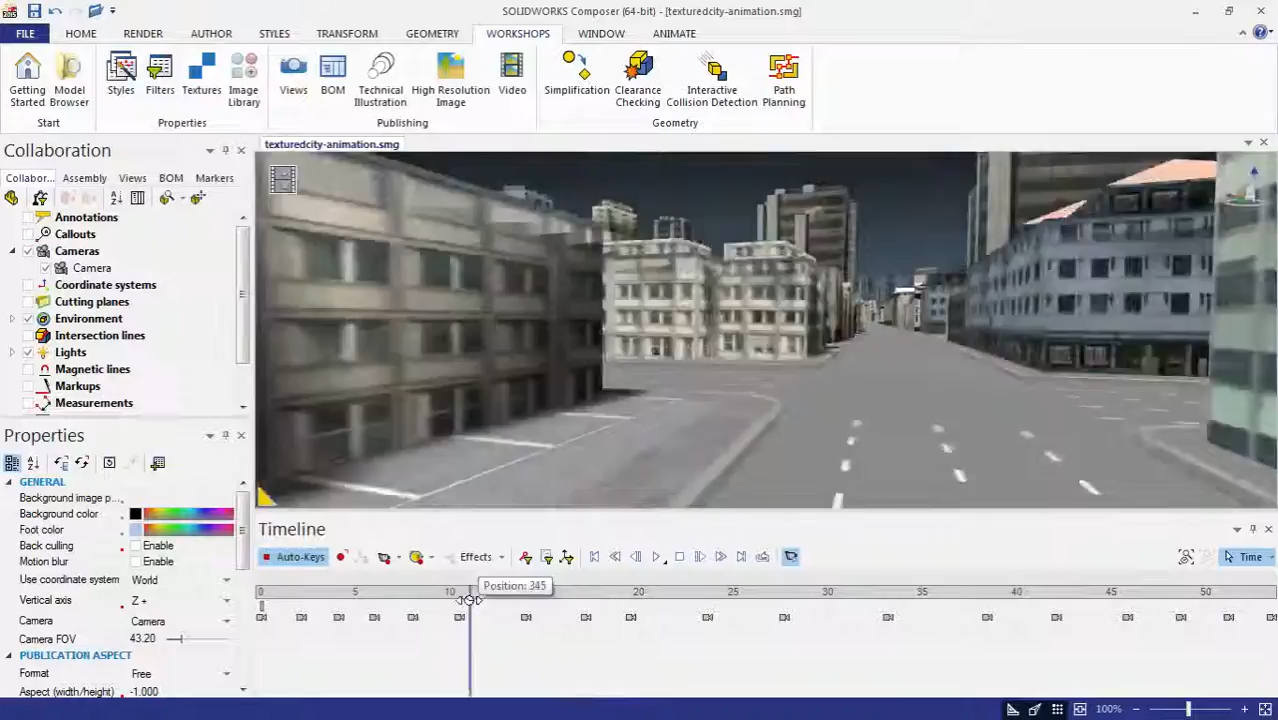 SOLIDWORKS Composer (64-bit) - [texturedcity-animation.smg]
FILE HOME RENDER AUTHOR STYLES TRANSFORM GEOMETRY WORKSHOPS WINDOW ANIMATE
Getting Started
Model Browser
Styles
Filters
Textures
Image Library
Views
BOM
Technical Illustration
High Resolution Image
Video
Simplification
Clearance Checking
Interactive Collision Detection
Path Planning
Start Properties Publishing Geometry
Collaboration
texturedcity-animation.smg
Collabor... Assembly Views BOM Markers
Annotations
Callouts
Cameras
Camera
Coordinate systems
Cutting planes
Environment
Intersection lines
Lights
Magnetic lines
Markups
Measurements
Properties
GENERAL
Background image p...
Background color
Foot color
Back culling Enable
Motion blur Enable
Use coordinate system World
Vertical axis Z +
Camera Camera
Camera FOV 43.20
PUBLICATION ASPECT
Format Free
Aspect (width/height) -1.000
Timeline
Auto-Keys Effects Time
Position: 345
0 5 10 20 25 30 35 40 45 50
100%